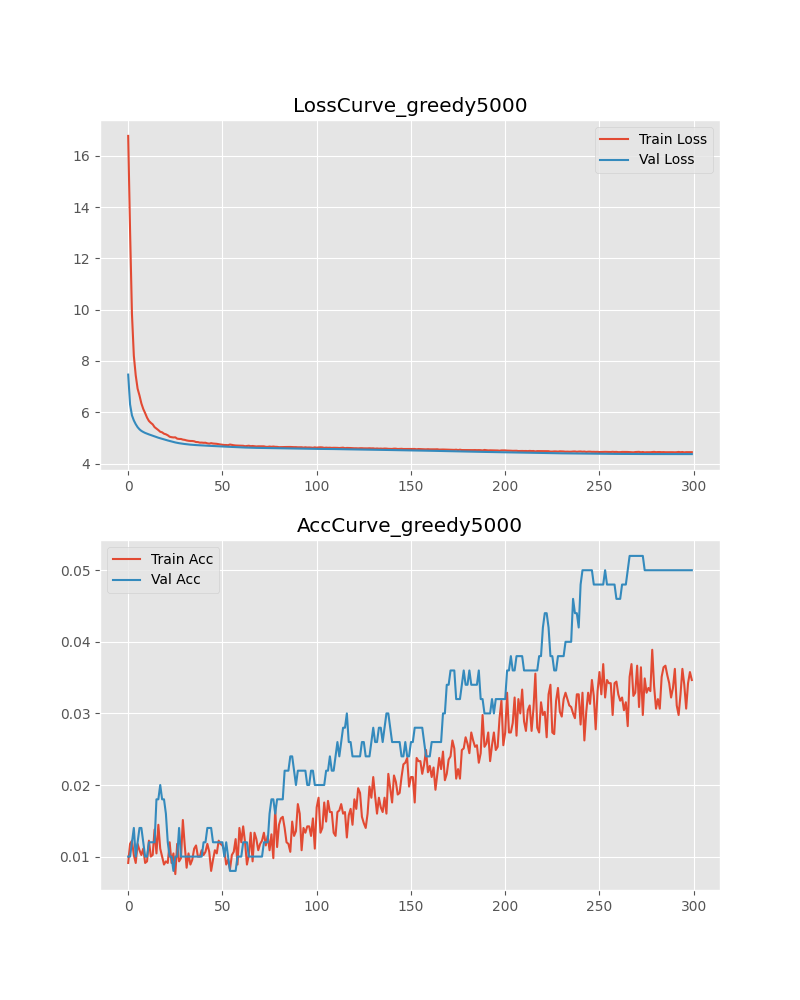 LossCurve_greedy5000
Train Loss
Val Loss
16
14
12
10
8
6
4
0 50 100 150 200 250 300
AccCurve_greedy5000
Train Acc
Val Acc
0.05
0.04
0.03
0.02
0.01
0 50 100 150 200 250 300